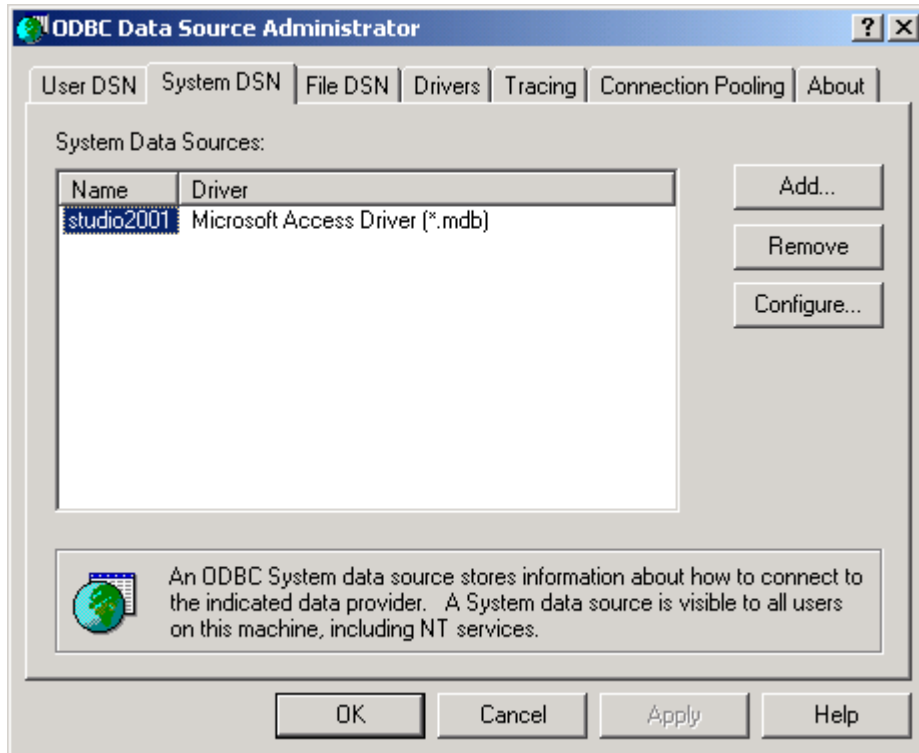 ODBC Data Source Administrator
User DSN System DSN File DSN Drivers Tracing Connection Pooling About
System Data Sources:
Name Driver
studio2001 Microsoft Access Driver (*.mdb)
Add...
Remove
Configure...
An ODBC System data source stores information about how to connect to
the indicated data provider. A System data source is visible to all users
on this machine, including NT services.
OK Cancel Apply Help